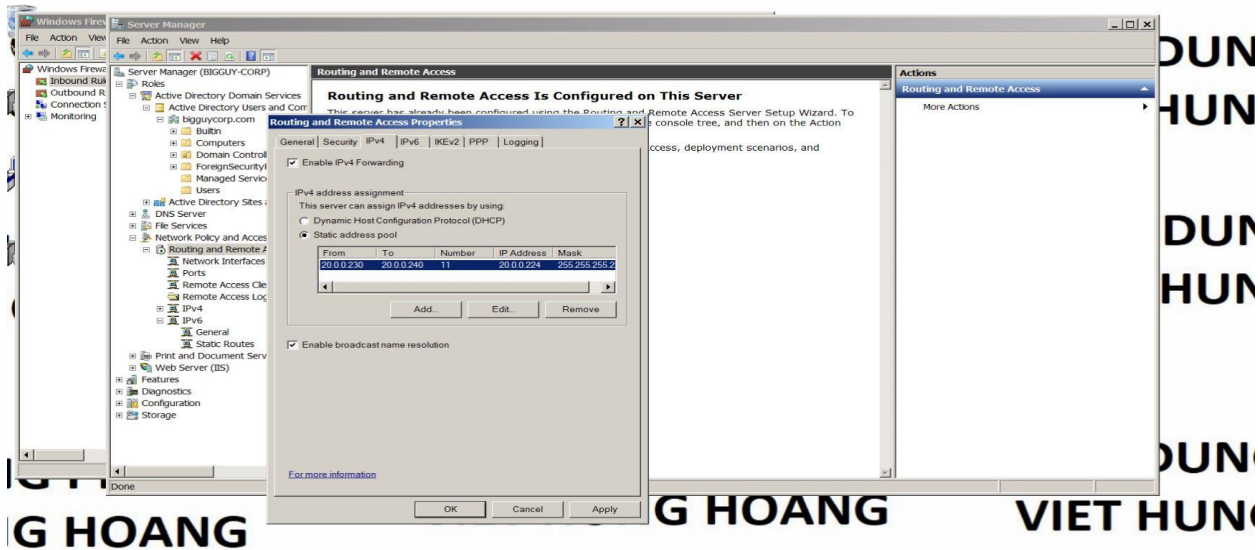 Windows Firew
File Action View
Windows Firewa
Inbound Rul
Outbound R
Connection S
Monitoring
Server Manager
File Action View Help
Server Manager (BIGGUY-CORP)
Roles
Active Directory Domain Services
Active Directory Users and Com
bigguycorp.com
Builtin
Computers
Domain Controll
ForeignSecurityP
Managed Service
Users
Active Directory Sites
DNS Server
File Services
Network Policy and Acces
Routing and Remote A
Network Interfaces
Ports
Remote Access Clie
Remote Access Log
IPv4
IPv6
General
Static Routes
Print and Document Serv
Web Server (IIS)
Features
Diagnostics
Configuration
Storage
Done
Routing and Remote Access
Routing and Remote Access Is Configured on This Server
This server has already been configured using the Routing and Remote Access Server Setup Wizard. To
console tree, and then on the Action
ccess, deployment scenarios, and
Routing and Remote Access Properties
General Security IPv4 IPv6 IKEv2 PPP Logging
Enable IPv4 Forwarding
IPv4 address assignment
This server can assign IPv4 addresses by using:
Dynamic Host Configuration Protocol (DHCP)
Static address pool
From To Number IP Address Mask
20.0.0.230 20.0.0.240 11 20.0.0.224 255.255.255.2
Add... Edit... Remove
Enable broadcast name resolution
For more information
OK Cancel Apply
Actions
Routing and Remote Access
More Actions
DUN
HUN
DUN
HUN
DUN
G HOANG
G HOANG
VIET HUN